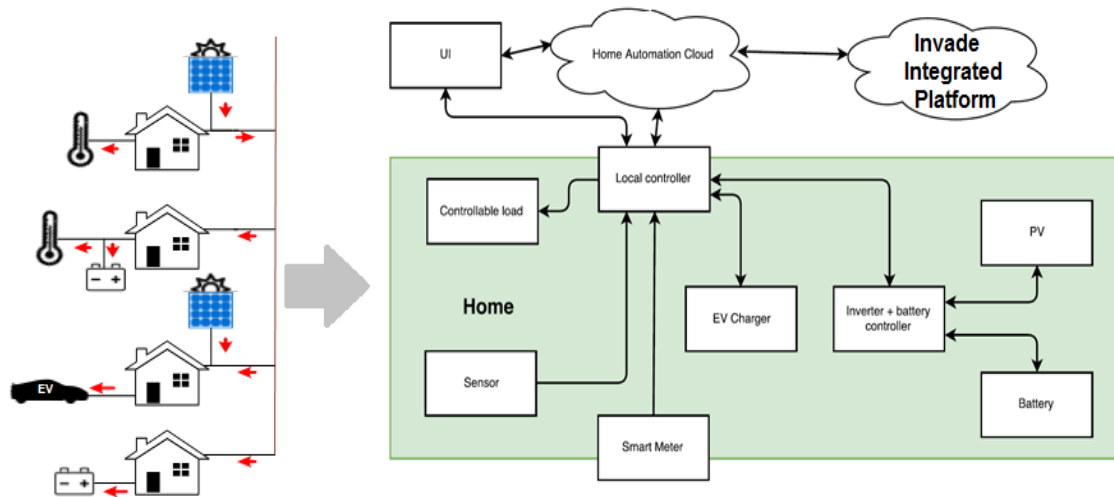 UI
Home Automation Cloud
Invade
Integrated
Platform
Local controller
Controllable load
PV
Home
EV Charger
Inverter + battery
controller
Sensor
EV
Battery
Smart Meter
− +
− +